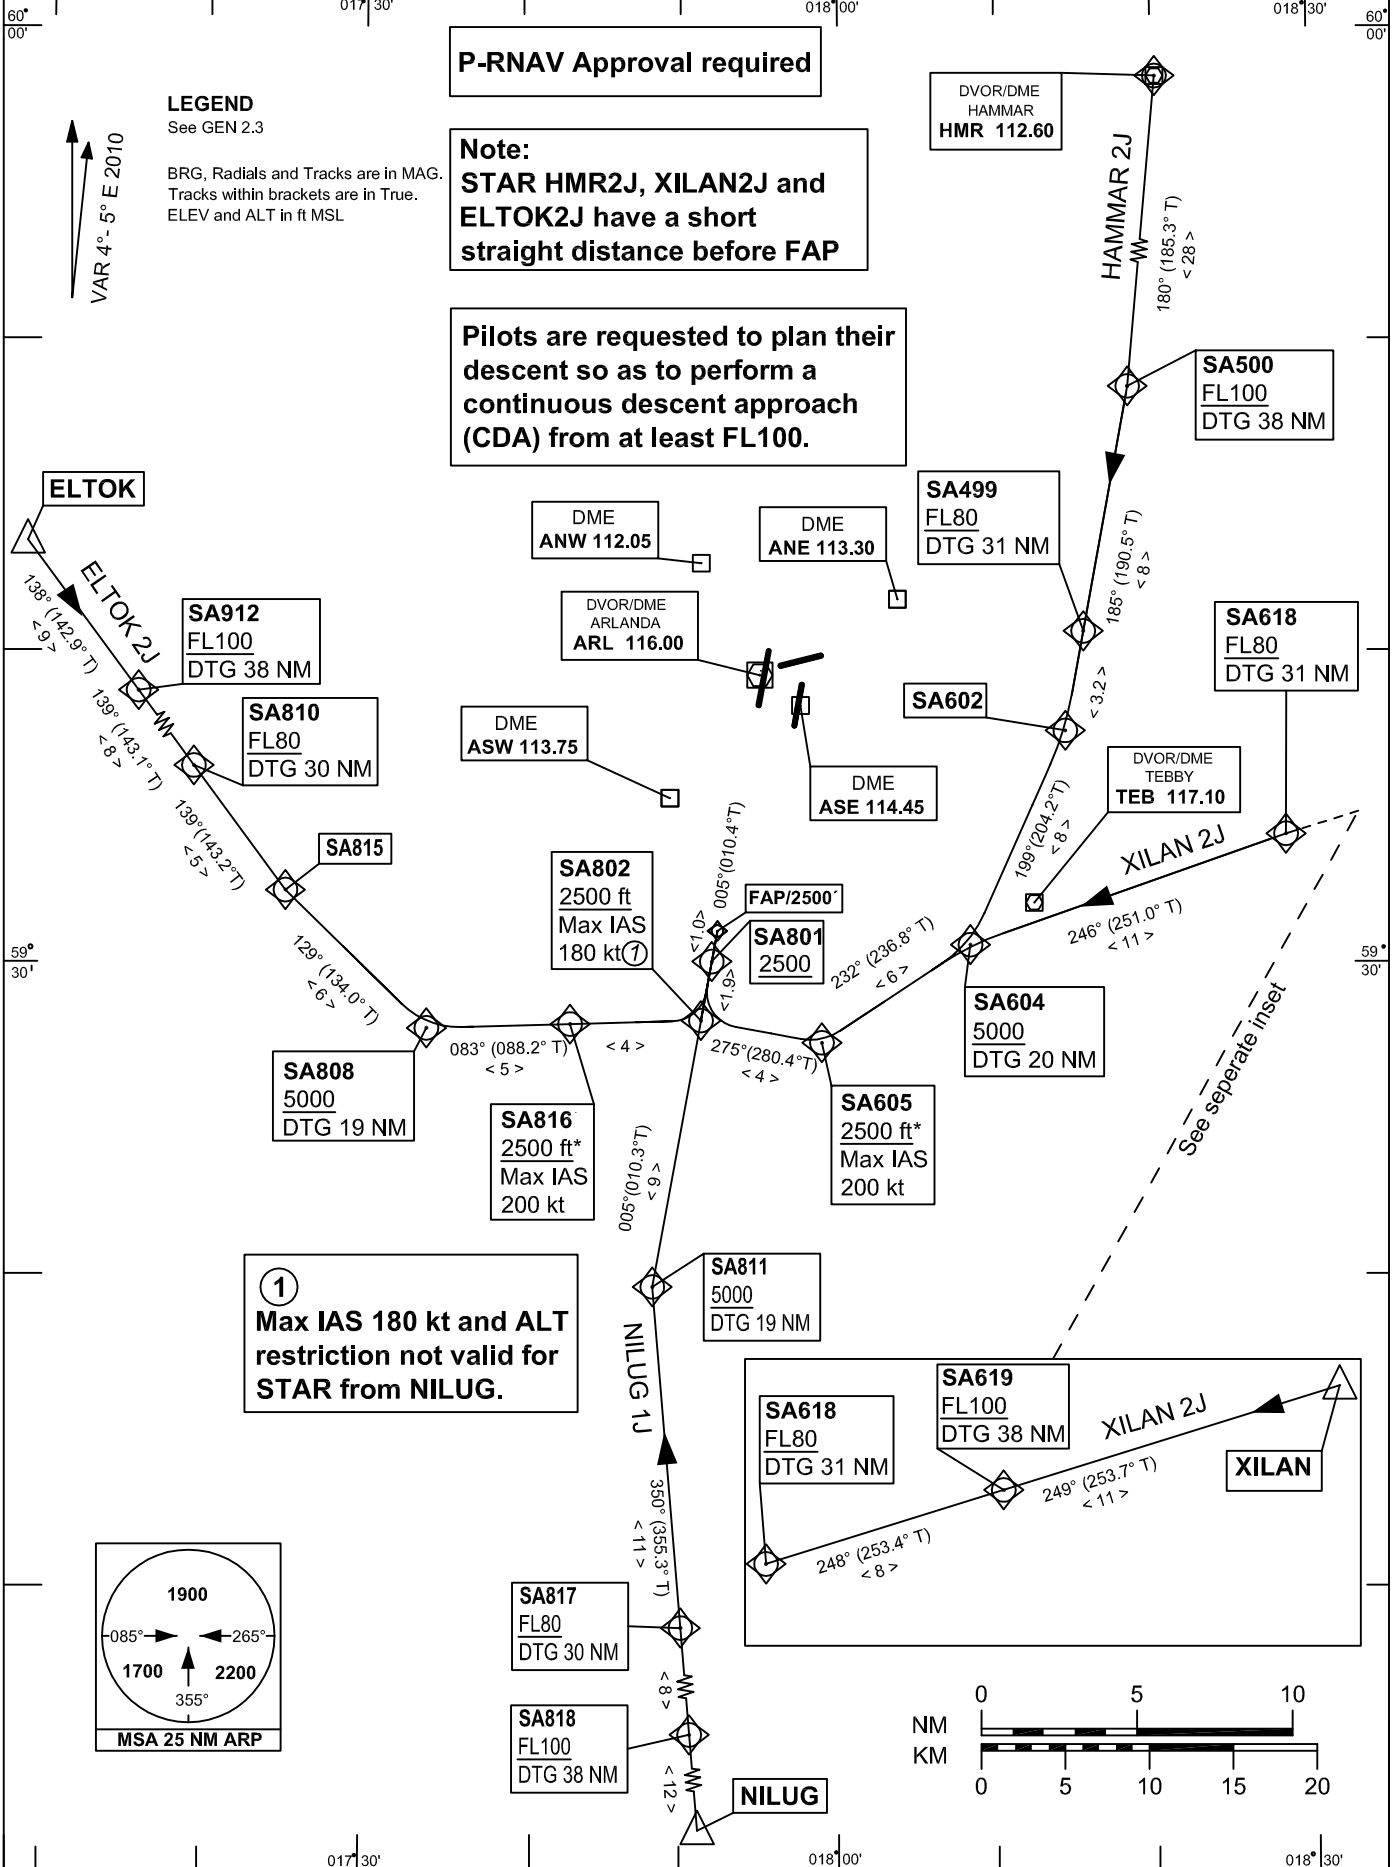 60°
00'
017°30'
018°00'
018°30'
60°
00'
P-RNAV Approval required
LEGEND
See GEN 2.3
BRG, Radials and Tracks are in MAG.
Tracks within brackets are in True.
ELEV and ALT in ft MSL
VAR 4°- 5° E 2010
Note:
STAR HMR2J, XILAN2J and
ELTOK2J have a short
straight distance before FAP
Pilots are requested to plan their
descent so as to perform a
continuous descent approach
(CDA) from at least FL100.
DVOR/DME
HAMMAR
HMR 112.60
HAMMAR 2J
180° (185.3° T)
< 28 >
SA500
FL100
DTG 38 NM
SA499
FL80
DTG 31 NM
185° (190.5° T)
< 8 >
ELTOK
ELTOK 2J
138° (142.9° T)
< 9 >
SA912
FL100
DTG 38 NM
139° (143.1° T)
< 8 >
SA810
FL80
DTG 30 NM
139°(143.2°T)
< 5 >
SA815
DME
ANW 112.05
DME
ANE 113.30
DVOR/DME
ARLANDA
ARL 116.00
DME
ASW 113.75
DME
ASE 114.45
SA602
< 3.2 >
SA618
FL80
DTG 31 NM
DVOR/DME
TEBBY
TEB 117.10
199°(204.2°T)
< 8 >
XILAN 2J
246° (251.0° T)
< 11 >
SA802
2500 ft
Max IAS
180 kt 1
005°(010.4°T)
<1.0>
FAP/2500´
SA801
2500
<1.9>
232° (236.8° T)
< 6 >
59°
30'
59°
30'
129° (134.0° T)
< 6 >
SA604
5000
DTG 20 NM
083° (088.2° T)
< 5 >
< 4 >
275°(280.4°T)
< 4 >
SA808
5000
DTG 19 NM
SA816
2500 ft*
Max IAS
200 kt
SA605
2500 ft*
Max IAS
200 kt
See seperate inset
005°(010.3°T)
< 9 >
1
Max IAS 180 kt and ALT
restriction not valid for
STAR from NILUG.
SA811
5000
DTG 19 NM
NILUG 1J
350° (355.3° T)
< 11 >
SA618
FL80
DTG 31 NM
SA619
FL100
DTG 38 NM
XILAN 2J
XILAN
249° (253.7° T)
< 11 >
248° (253.4° T)
< 8 >
1900
085°
265°
1700
2200
355°
MSA 25 NM ARP
SA817
FL80
DTG 30 NM
< 8 >
SA818
FL100
DTG 38 NM
< 12 >
NILUG
0 5 10
NM
KM
0 5 10 15 20
017°30'
018°00'
018°30'